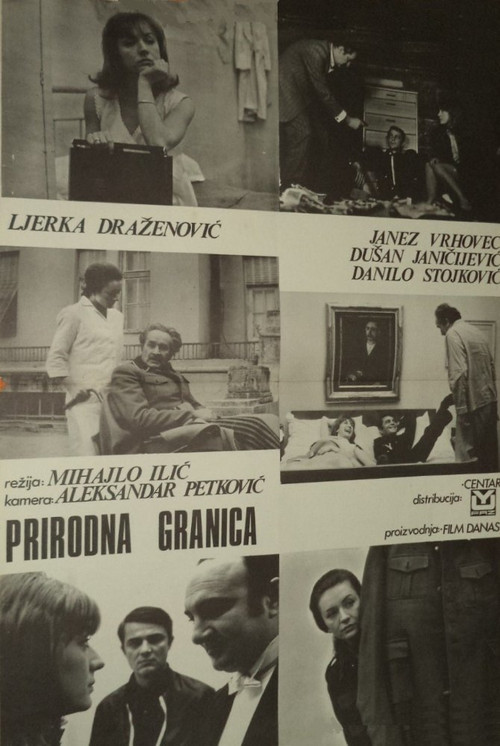 LJERKA DRAŽENOVIĆ
JANEZ VRHOVEC
DUŠAN JANIČIJEVIĆ
DANILO STOJKOVIĆ
režija: MIHAJLO ILIĆ
kamera: ALEKSANDAR PETKOVIĆ
PRIRODNA GRANICA
·CENTAR
distribucija:
FRZ
proizvodnja·FILM DANAS